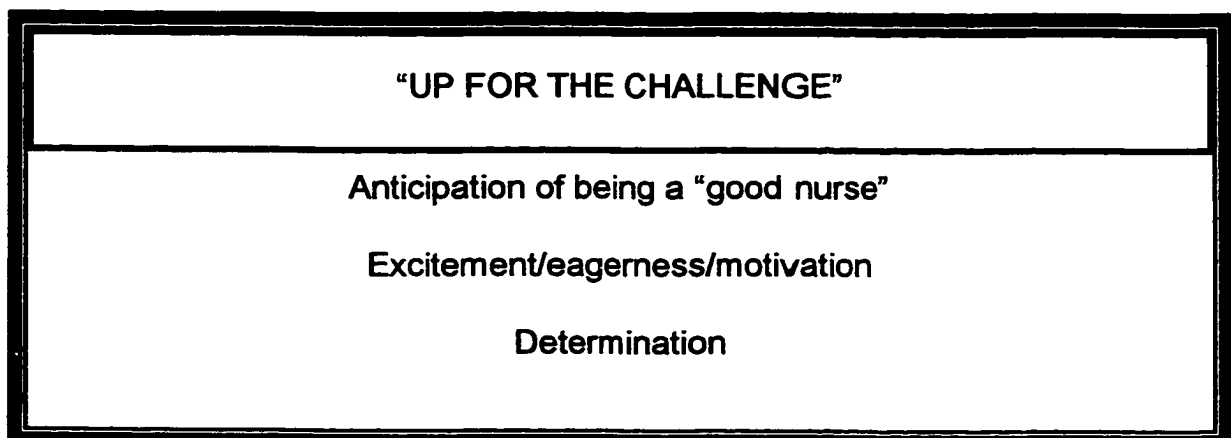 “UP FOR THE CHALLENGE”
Anticipation of being a “good nurse”
Excitement/eagerness/motivation
Determination